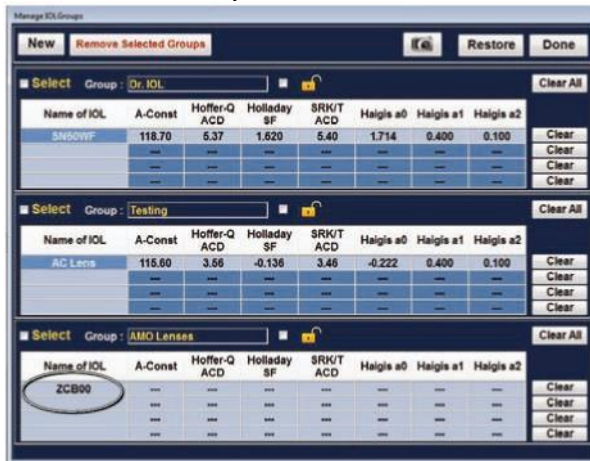 Manage IOLGroups
New Remove Selected Groups Restore Done
Select Group : Dr. IOL Clear All
Name of IOL A-Const Hoffer-Q ACD Holladay SF SRK/T ACD Haigis a0 Haigis a1 Haigis a2
SN60WF 118.70 5.37 1.620 5.40 1.714 0.400 0.100 Clear
--- --- --- --- --- --- --- Clear
--- --- --- --- --- --- --- Clear
--- --- --- --- --- --- --- Clear
Select Group : Testing Clear All
Name of IOL A-Const Hoffer-Q ACD Holladay SF SRK/T ACD Haigis a0 Haigis a1 Haigis a2
AC Lens 115.60 3.56 -0.136 3.46 -0.222 0.400 0.100 Clear
--- --- --- --- --- --- --- Clear
--- --- --- --- --- --- --- Clear
--- --- --- --- --- --- --- Clear
Select Group : AMO Lenses Clear All
Name of IOL A-Const Hoffer-Q ACD Holladay SF SRK/T ACD Haigis a0 Haigis a1 Haigis a2
ZCB00 --- --- --- --- --- --- --- Clear
--- --- --- --- --- --- --- Clear
--- --- --- --- --- --- --- Clear
--- --- --- --- --- --- --- Clear